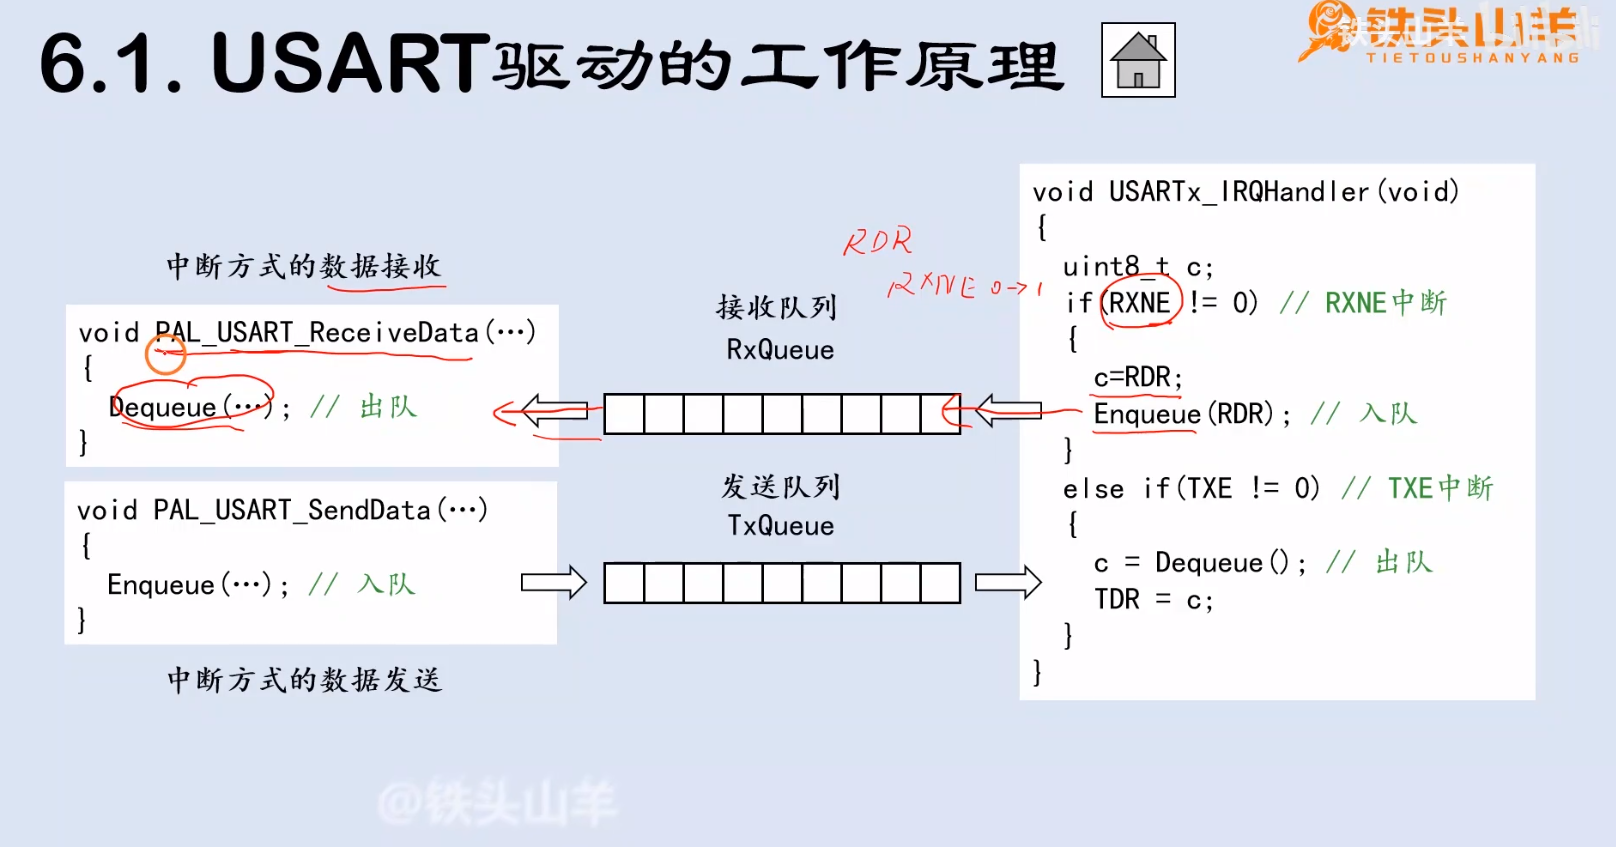 6.1. USART驱动的工作原理
铁头山羊
TIETOUSHANYANG
中断方式的数据接收
void PAL_USART_ReceiveData(…)
{
Dequeue(…); // 出队
}
void PAL_USART_SendData(…)
{
Enqueue(…); // 入队
}
中断方式的数据发送
RDR
RXNE 0→1
接收队列
RxQueue
发送队列
TxQueue
void USARTx_IRQHandler(void)
{
uint8_t c;
if(RXNE != 0) // RXNE中断
{
c=RDR;
Enqueue(RDR); // 入队
}
else if(TXE != 0) // TXE中断
{
c = Dequeue(); // 出队
TDR = c;
}
}
@铁头山羊